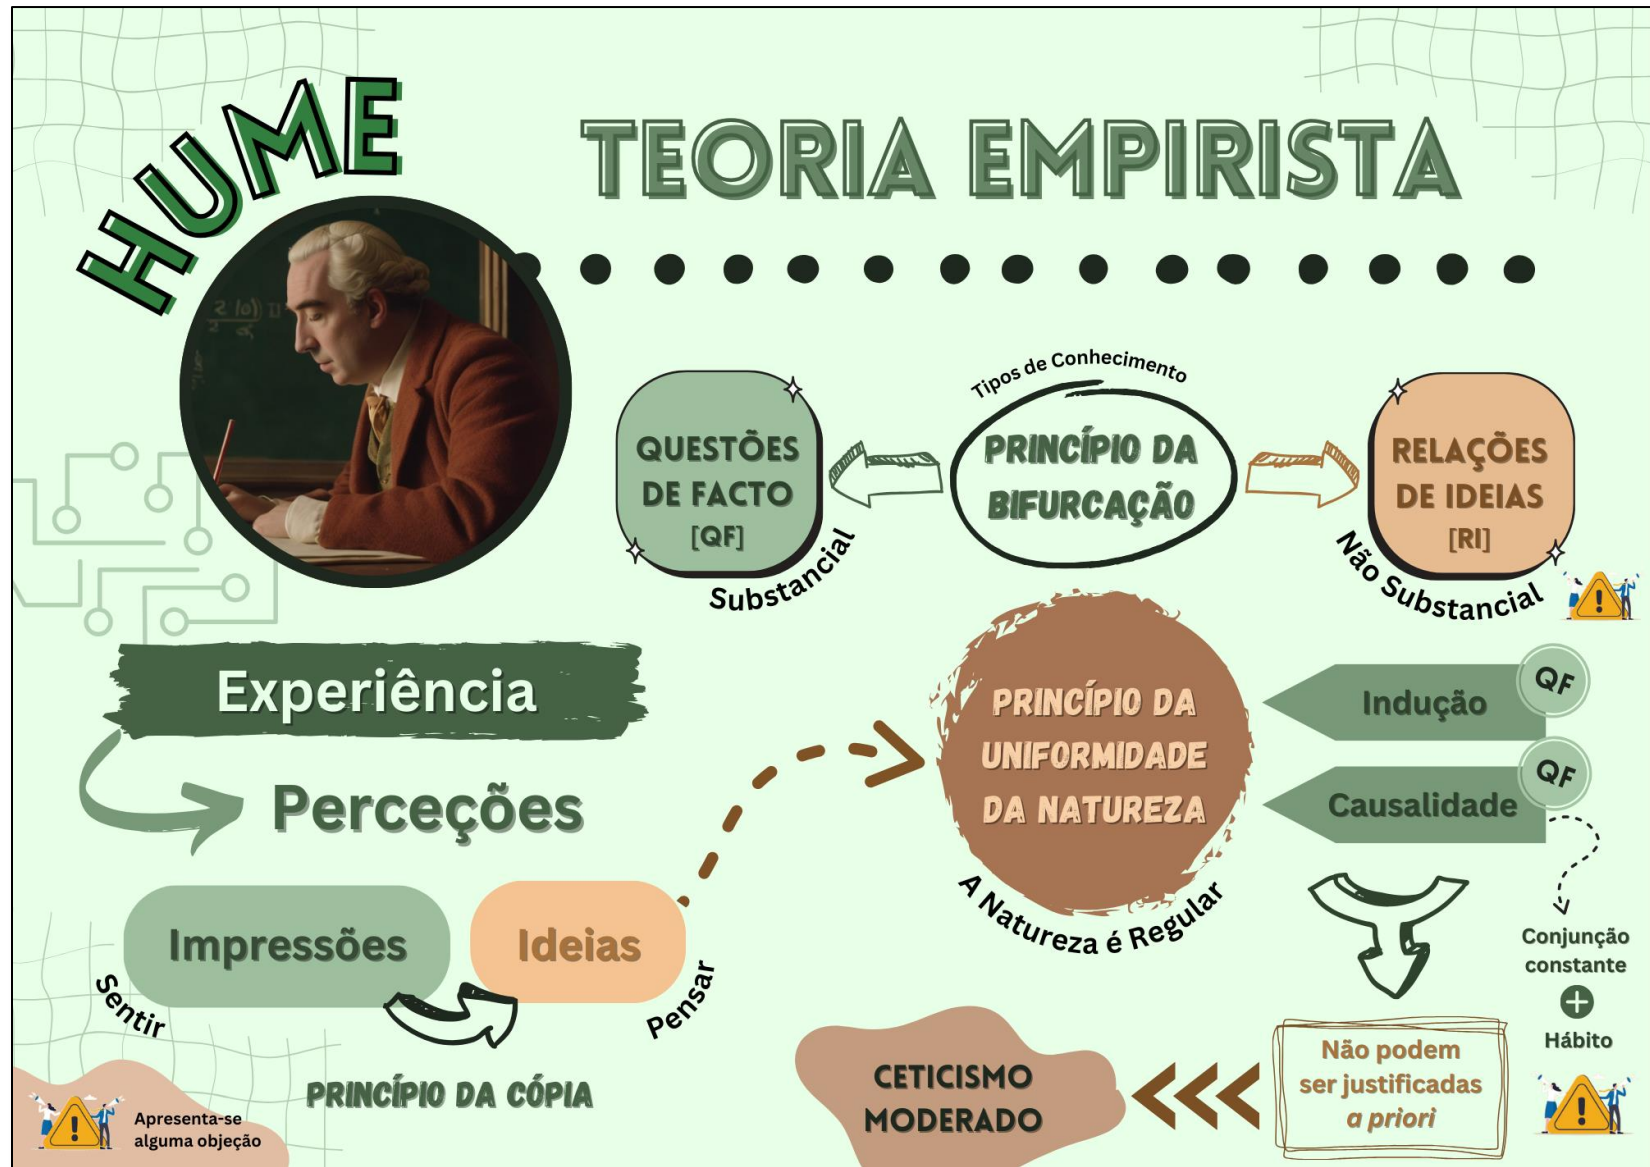 HUME
TEORIA EMPIRISTA
Tipos de Conhecimento
QUESTÕES
DE FACTO
[QF]
Substancial
PRINCÍPIO DA
BIFURCAÇÃO
RELAÇÕES
DE IDEIAS
[RI]
Não Substancial
Experiência
Perceções
Impressões
Sentir
Ideias
Pensar
PRINCÍPIO DA CÓPIA
PRINCÍPIO DA
UNIFORMIDADE
DA NATUREZA
A Natureza é Regular
Indução
QF
Causalidade
QF
Conjunção
constante
+
Hábito
Não podem
ser justificadas
a priori
CETICISMO
MODERADO
Apresenta-se
alguma objeção